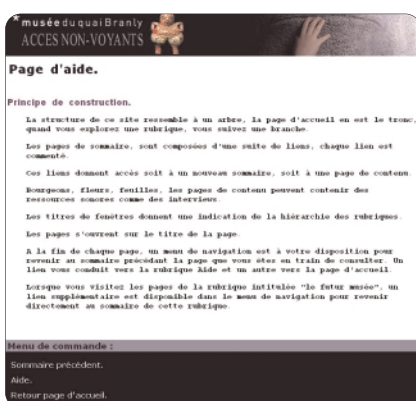 * musée du quai Branly
ACCES NON-VOYANTS
Page d'aide.
Principe de construction.
La structure de ce site ressemble à un arbre, la page d'accueil en est le tronc,
quand vous explorez une rubrique, vous suivez une branche.
Les pages de sommaire, sont composées d'une suite de liens, chaque lien est
commenté.
Ces liens donnent accès soit à un nouveau sommaire, soit à une page de contenu.
Bourgeons, fleurs, feuilles, les pages de contenu peuvent contenir des
ressources sonores comme des interviews.
Les titres de fenêtres donnent une indication de la hiérarchie des rubriques.
Les pages s'ouvrent sur le titre de la page.
A la fin de chaque page, un menu de navigation est à votre disposition pour
revenir au sommaire précédant la page que vous êtes en train de consulter. Un
lien vous conduit vers la rubrique Aide et un autre vers la page d'accueil.
Lorsque vous visitez les pages de la rubrique intitulée "le futur musée", un
lien supplémentaire est disponible dans le menu de navigation pour revenir
directement au sommaire de cette rubrique.
Menu de commande :
Sommaire précédent.
Aide.
Retour page d'accueil.